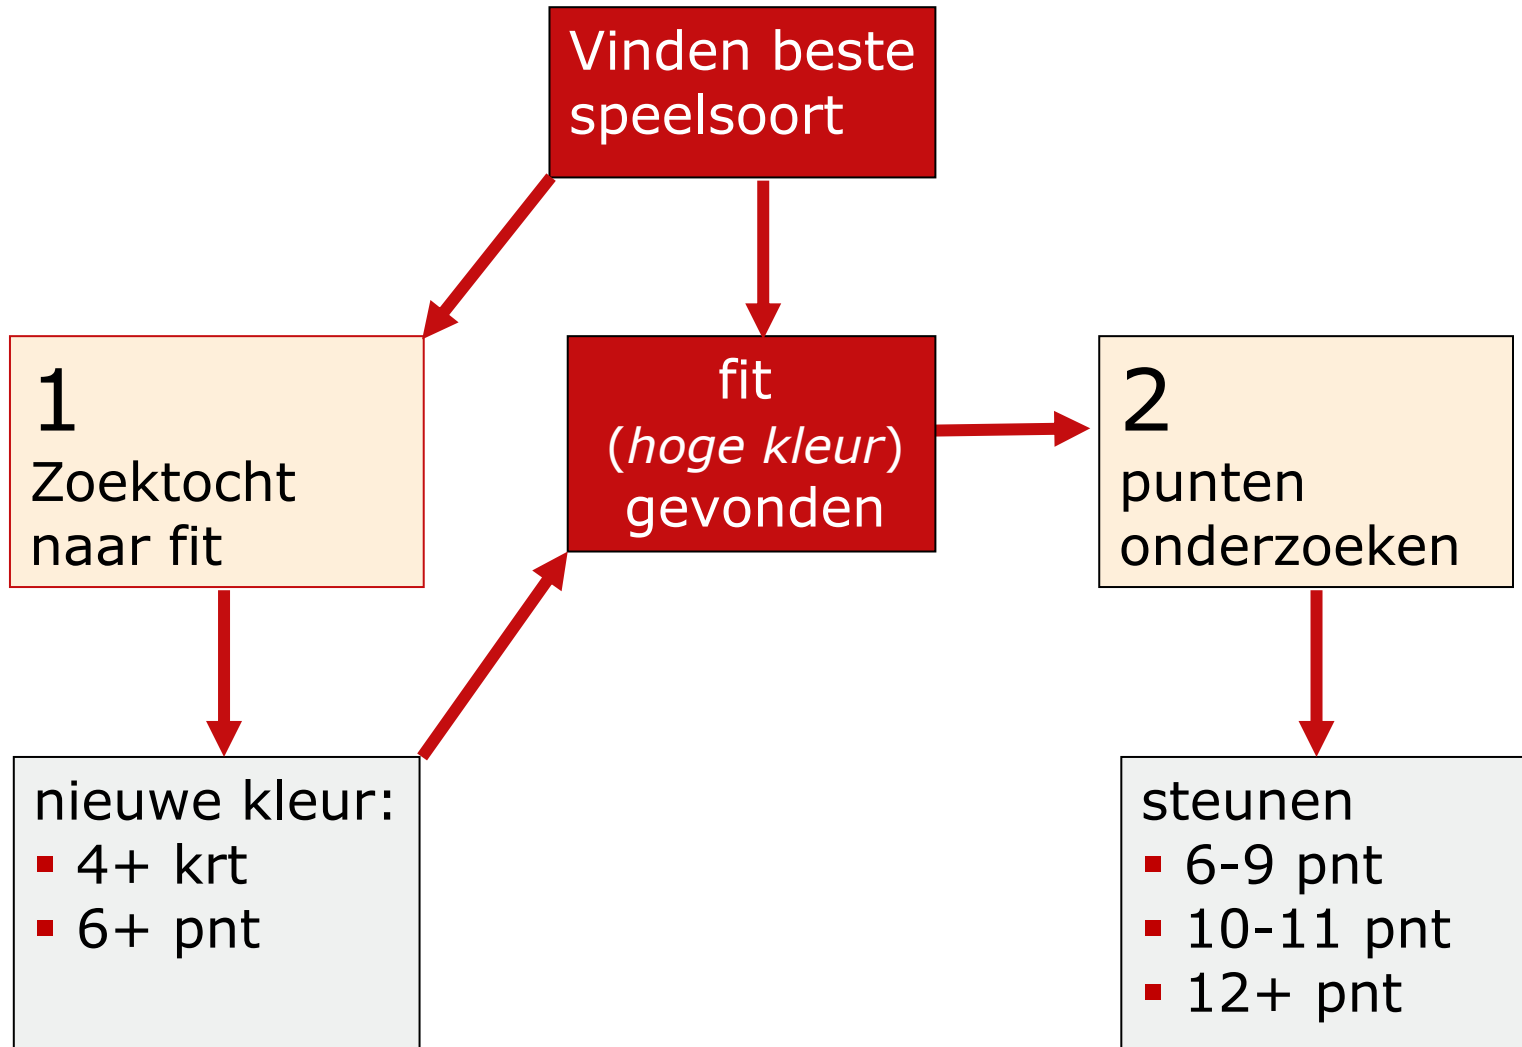 Vinden beste
speelsoort
1
Zoektocht
naar fit
fit
(hoge kleur)
gevonden
2
punten
onderzoeken
nieuwe kleur:
▪ 4+ krt
▪ 6+ pnt
steunen
▪ 6-9 pnt
▪ 10-11 pnt
▪ 12+ pnt